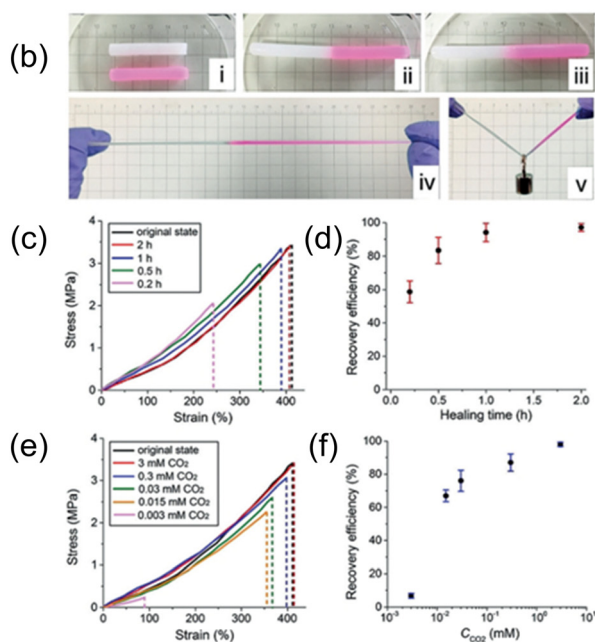 (b)
i
ii
iii
iv
v
(c)
original state
2 h
1 h
0.5 h
0.2 h
Stress (MPa)
4
3
2
1
0
0 100 200 300 400
Strain (%)
(d)
Recovery efficiency (%)
100
80
60
40
20
0
0.0 0.5 1.0 1.5 2.0
Healing time (h)
(e)
original state
3 mM CO₂
0.3 mM CO₂
0.03 mM CO₂
0.015 mM CO₂
0.003 mM CO₂
Stress (MPa)
4
3
2
1
0
0 100 200 300 400
Strain (%)
(f)
Recovery efficiency (%)
100
80
60
40
20
0
10⁻³ 10⁻² 10⁻¹ 10⁰ 10¹
C_CO2 (mM)